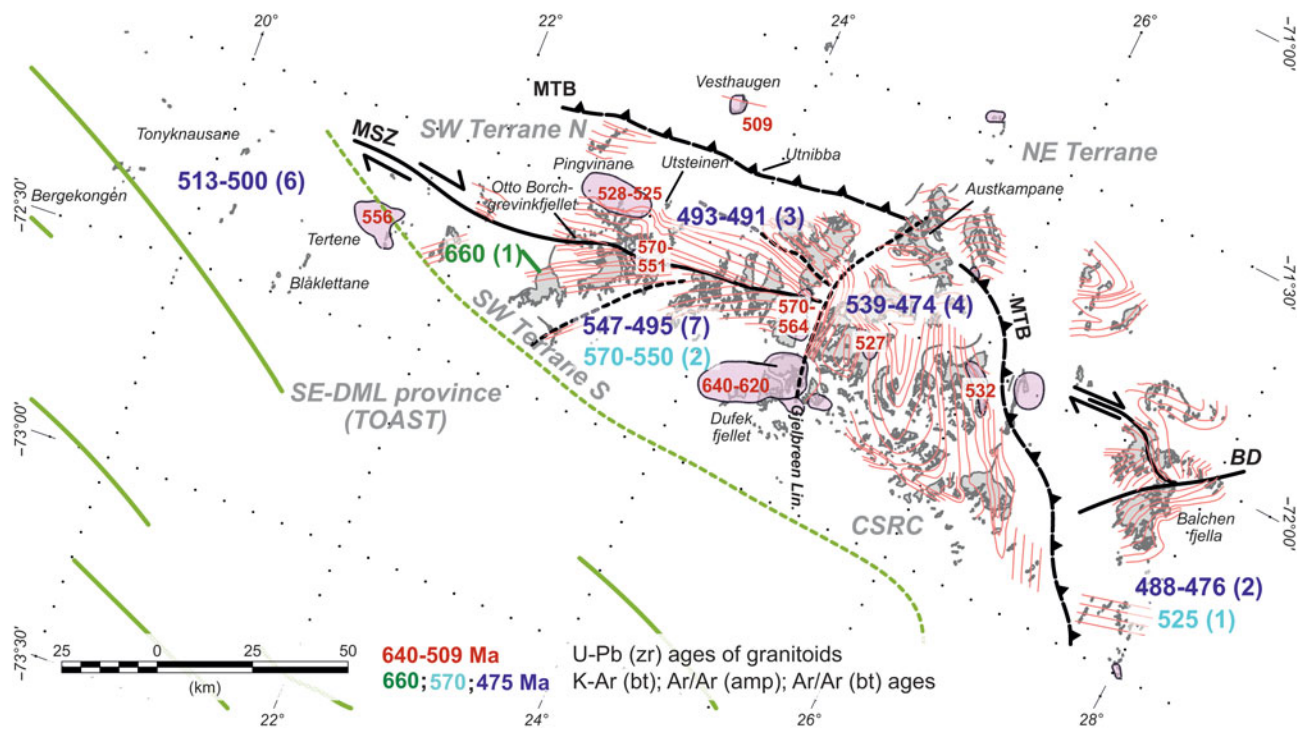 20°
22°
24°
26°
−71°00'
Vesthaugen
MTB
509
MSZ
SW Terrane N
Tonyknausane
Utsteinen
Utnibba
NE Terrane
Pingvinane
513-500 (6)
Otto Borch-
grevinkfjellet
528-525
Austkampane
Bergekongen
−72°30'
556
493-491 (3)
Tertene
660 (1)
570-
551
Blåklettane
570-
564
539-474 (4)
−71°30'
547-495 (7)
527
MTB
570-550 (2)
SW Terrane S
SE-DML province
(TOAST)
640-620
532
Dufek
fjellet
Gjelbreen Lin.
−73°00'
BD
CSRC
Balchen
fjella
−72°00'
488-476 (2)
525 (1)
−73°30'
25 0 25 50
(km)
640-509 Ma U-Pb (zr) ages of granitoids
660;570;475 Ma K-Ar (bt); Ar/Ar (amp); Ar/Ar (bt) ages
22°
24°
26°
28°